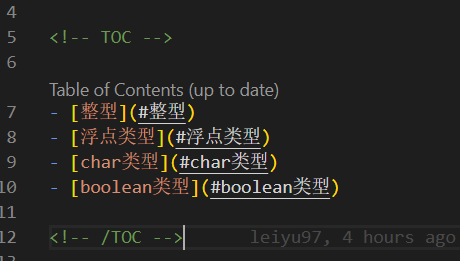 4
5 <!-- TOC -->
6
Table of Contents (up to date)
7 - [整型](#整型)
8 - [浮点类型](#浮点类型)
9 - [char类型](#char类型)
10 - [boolean类型](#boolean类型)
11
12 <!-- /TOC --> leiyu97, 4 hours ago